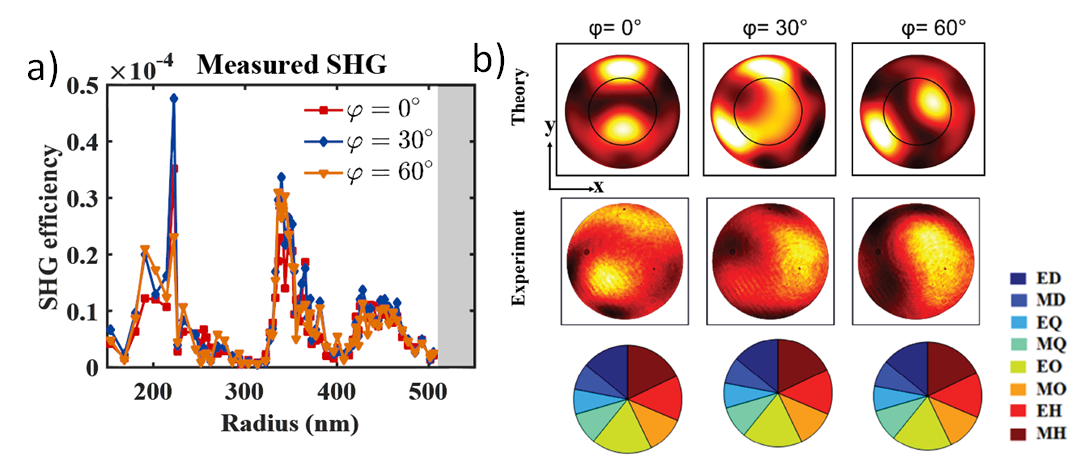 a)
×10⁻⁴ Measured SHG
0.5
0.4
0.3
0.2
0.1
0
SHG efficiency
φ = 0°
φ = 30°
φ = 60°
200 300 400 500
Radius (nm)
b)
φ= 0° φ= 30° φ= 60°
Theory
y
x
Experiment
ED
MD
EQ
MQ
EO
MO
EH
MH